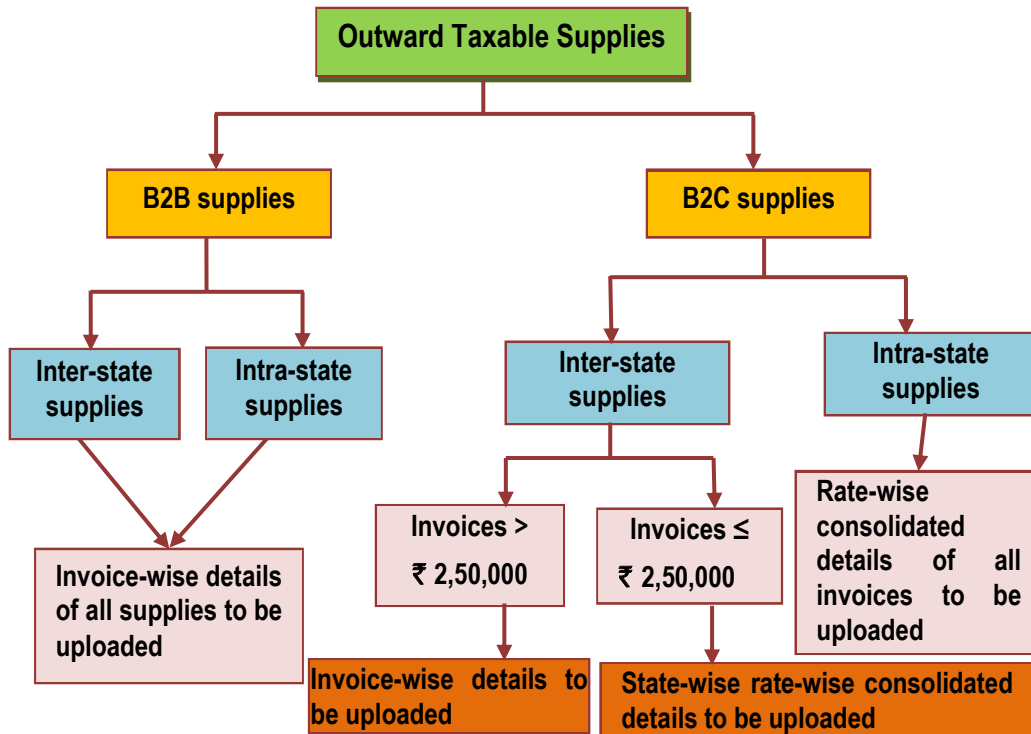 Outward Taxable Supplies
B2B supplies
B2C supplies
Inter-state
supplies
Intra-state
supplies
Inter-state
supplies
Intra-state
supplies
Invoice-wise details
of all supplies to be
uploaded
Invoices >
₹ 2,50,000
Invoices ≤
₹ 2,50,000
Rate-wise
consolidated
details of all
invoices to be
uploaded
Invoice-wise details to
be uploaded
State-wise rate-wise consolidated
details to be uploaded